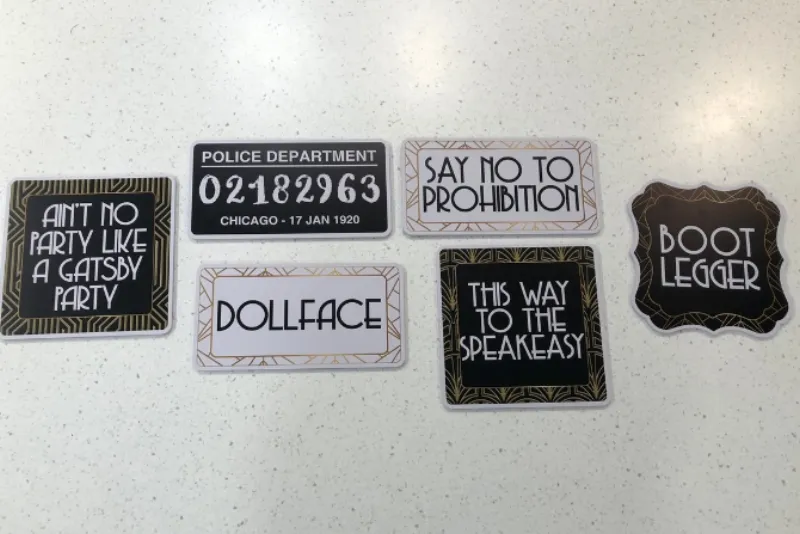 AIN'T NO
PARTY LIKE
A GATSBY
PARTY
POLICE DEPARTMENT
02182963
CHICAGO - 17 JAN 1920
SAY NO TO
PROHIBITION
DOLLFACE
THIS WAY
TO THE
SPEAKEASY
BOOT
LEGGER